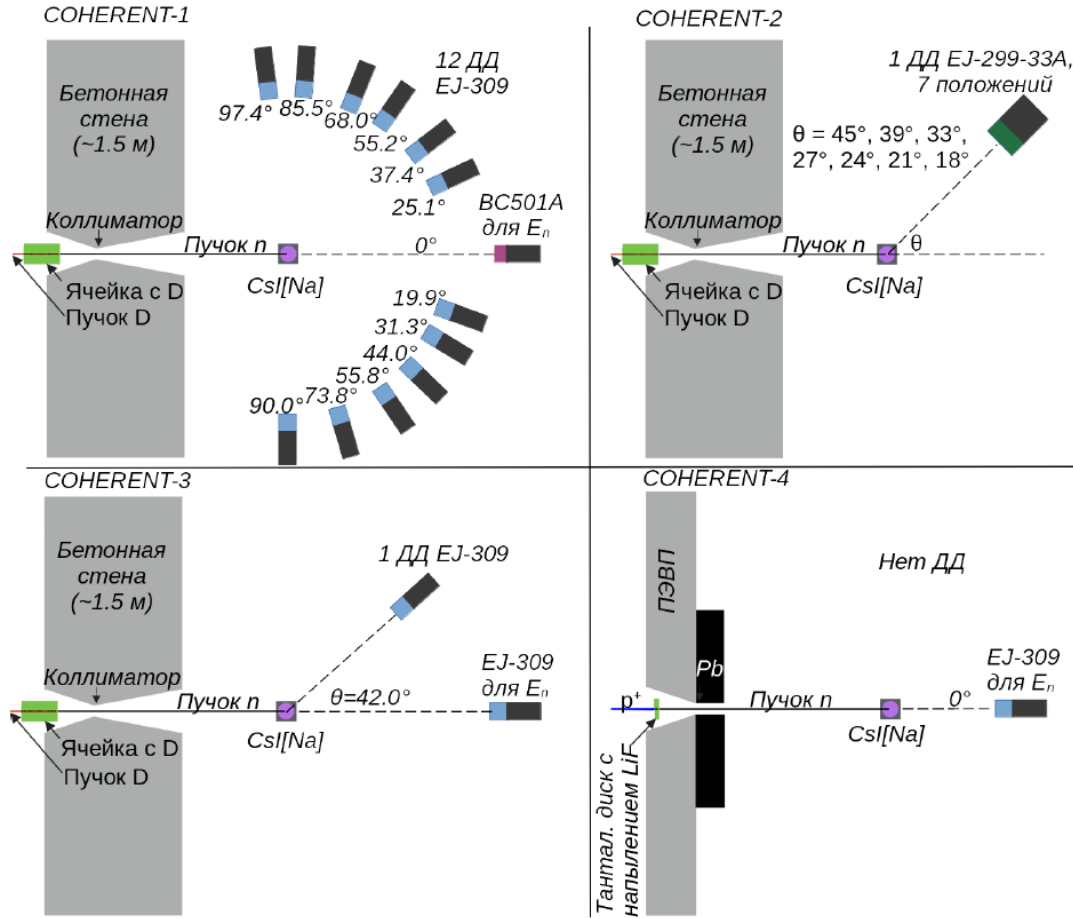 COHERENT-1
Бетонная
стена
(~1.5 м)
12 ДД
EJ-309
97.4°
85.5°
68.0°
55.2°
37.4°
25.1°
Коллиматор
Пучок n
0°
BC501A
для Eₙ
Ячейка с D
Пучок D
CsI[Na]
19.9°
31.3°
44.0°
55.8°
73.8°
90.0°
COHERENT-2
Бетонная
стена
(~1.5 м)
1 ДД EJ-299-33A,
7 положений
θ = 45°, 39°, 33°,
27°, 24°, 21°, 18°
Коллиматор
Пучок n
θ
Ячейка с D
Пучок D
CsI[Na]
COHERENT-3
Бетонная
стена
(~1.5 м)
1 ДД EJ-309
Коллиматор
Пучок n
θ=42.0°
EJ-309
для Eₙ
Ячейка с D
Пучок D
CsI[Na]
COHERENT-4
ПЭВП
Нет ДД
Pb
p⁺
Пучок n
0°
EJ-309
для Eₙ
CsI[Na]
Тантал. диск с
напылением LiF